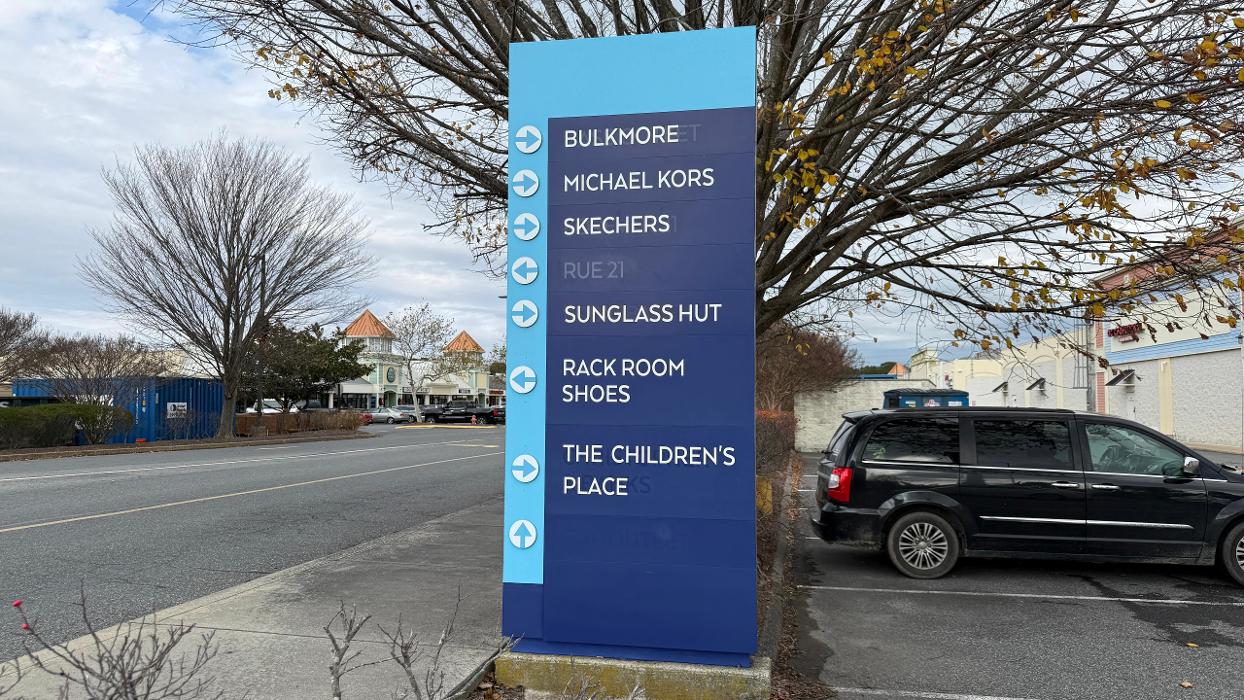 BULKMORE
MICHAEL KORS
SKECHERS
RUE 21
SUNGLASS HUT
RACK ROOM
SHOES
THE CHILDREN'S
PLACE